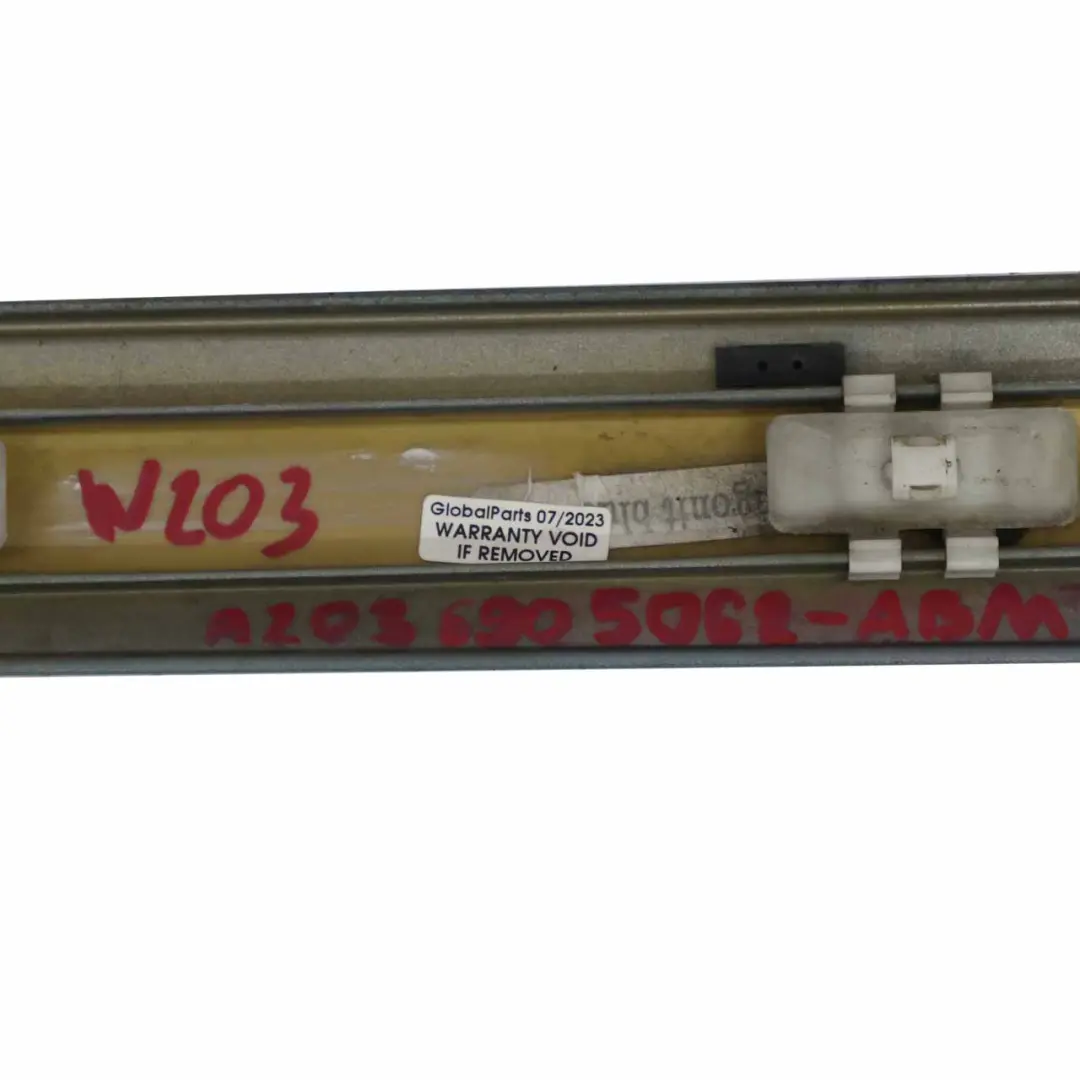 W203
GlobalParts 07/2023
WARRANTY VOID
IF REMOVED
A203 690 5062-ABM